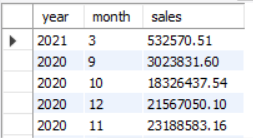 year month sales
2021 3 532570.51
2020 9 3023831.60
2020 10 18326437.54
2020 12 21567050.10
2020 11 23188583.16